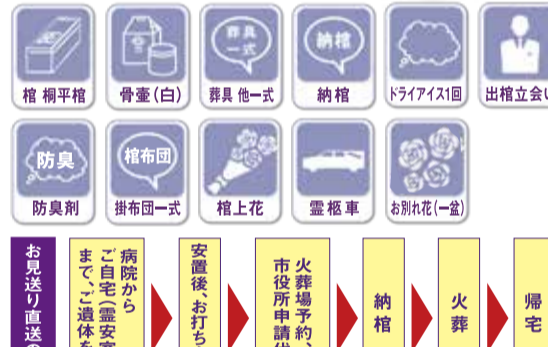 葬具
一式
納棺
棺 桐平棺
骨壷(白)
葬具 他一式
納棺
ドライアイス1回
出棺立会い
防臭
棺布団
防臭剤
掛布団一式
棺上花
霊柩車
お別れ花(一盆)
お見送り直送の
病院から
ご自宅(霊安室
まで、ご遺体を
安置後、お打ち
火葬場予約、
市役所申請代
納棺
火葬
帰宅